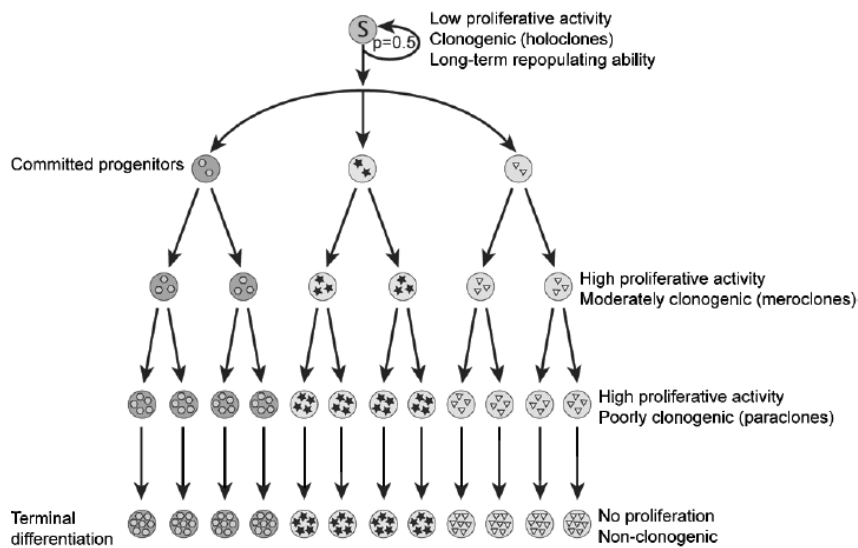 S
p=0.5
Low proliferative activity
Clonogenic (holoclones)
Long-term repopulating ability
Committed progenitors
High proliferative activity
Moderately clonogenic (meroclones)
High proliferative activity
Poorly clonogenic (paraclones)
Terminal
differentiation
No proliferation
Non-clonogenic